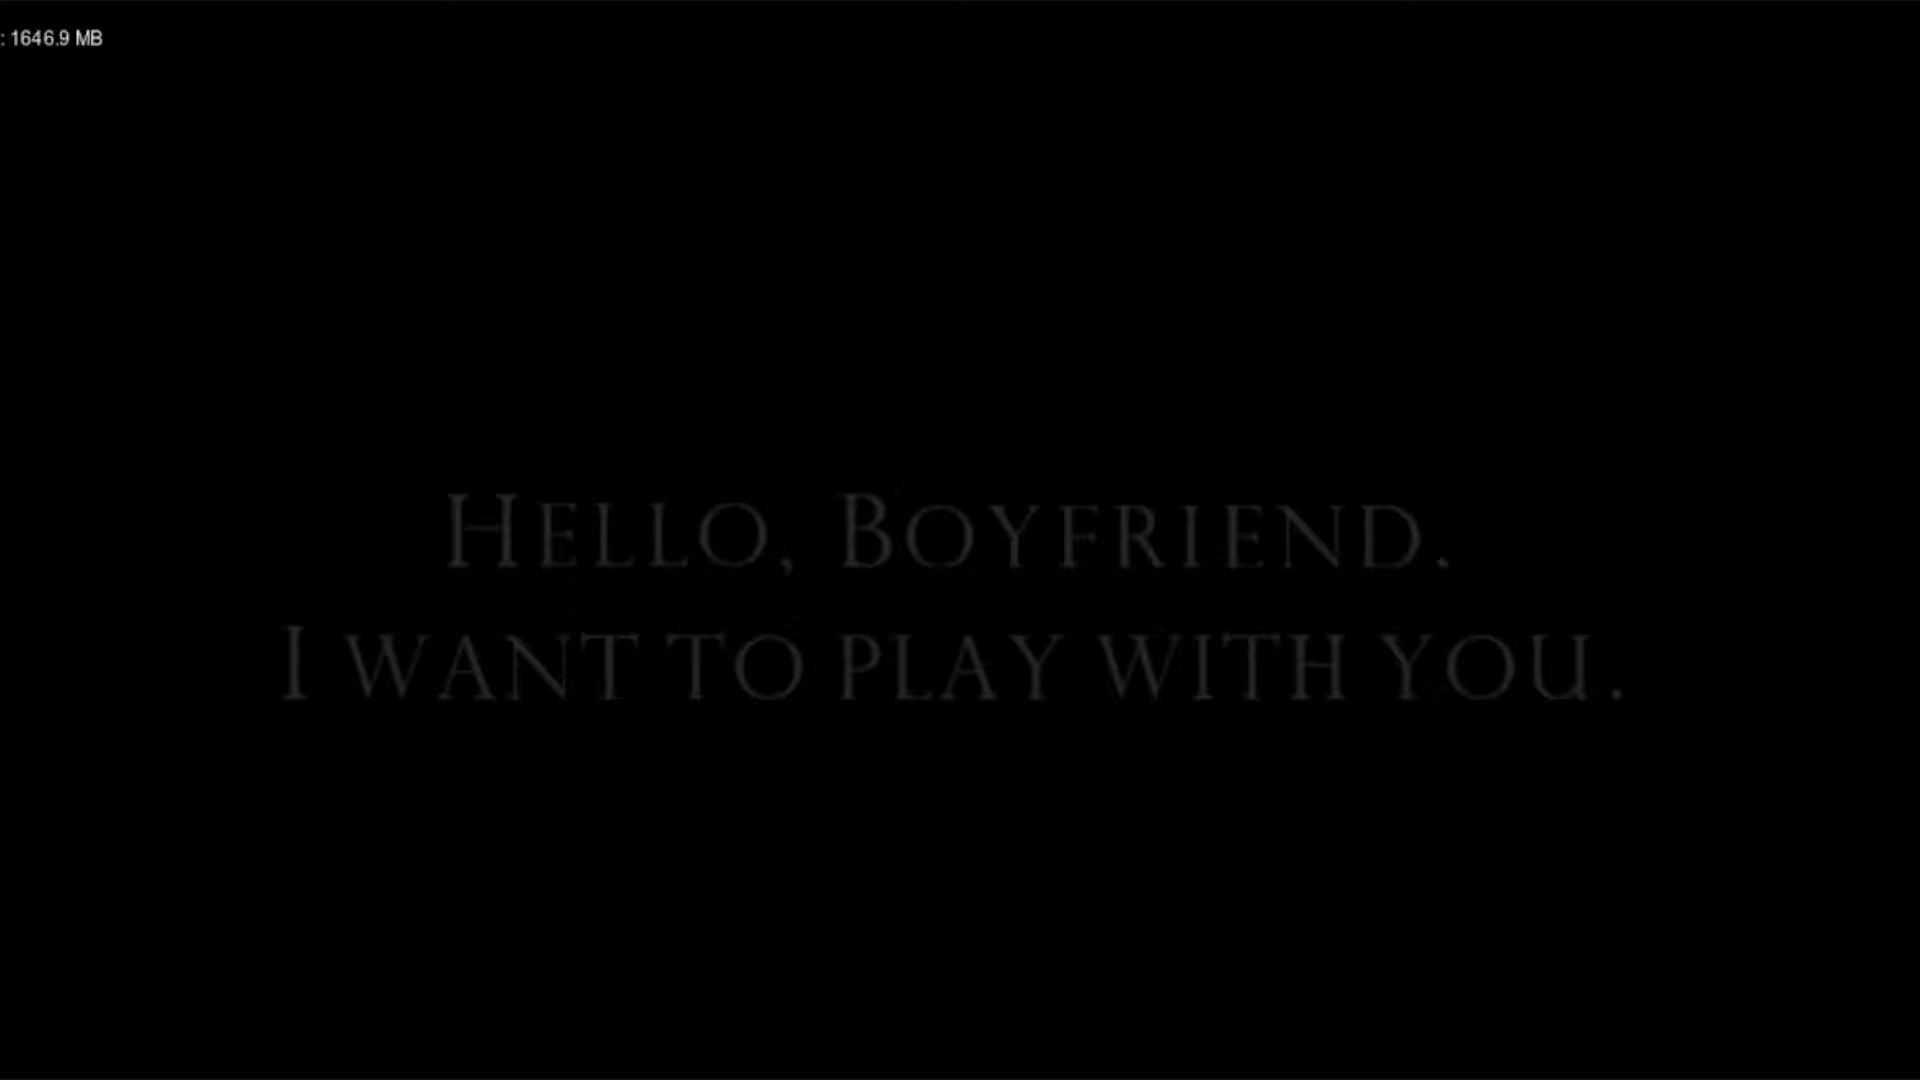 : 1646.9 MB
Hello, Boyfriend.
I want to play with you.